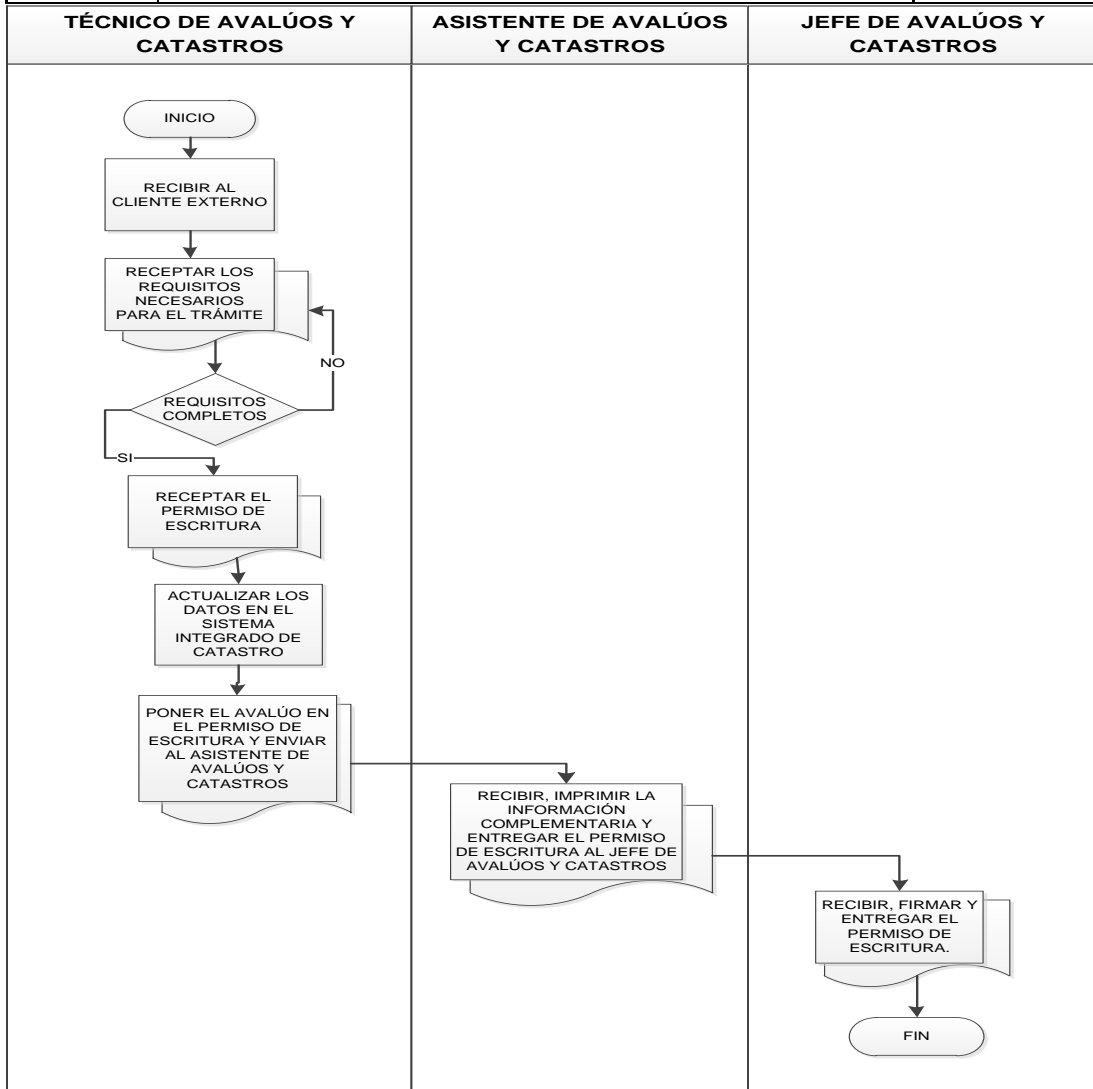 TÉCNICO DE AVALÚOS Y
CATASTROS
ASISTENTE DE AVALÚOS
Y CATASTROS
JEFE DE AVALÚOS Y
CATASTROS
INICIO
RECIBIR AL
CLIENTE EXTERNO
RECEPTAR LOS
REQUISITOS
NECESARIOS
PARA EL TRÁMITE
NO
REQUISITOS
COMPLETOS
SI
RECEPTAR EL
PERMISO DE
ESCRITURA
ACTUALIZAR LOS
DATOS EN EL
SISTEMA
INTEGRADO DE
CATASTRO
PONER EL AVALÚO EN
EL PERMISO DE
ESCRITURA Y ENVIAR
AL ASISTENTE DE
AVALÚOS Y
CATASTROS
RECIBIR, IMPRIMIR LA
INFORMACIÓN
COMPLEMENTARIA Y
ENTREGAR EL PERMISO
DE ESCRITURA AL JEFE DE
AVALÚOS Y CATASTROS
RECIBIR, FIRMAR Y
ENTREGAR EL
PERMISO DE
ESCRITURA.
FIN